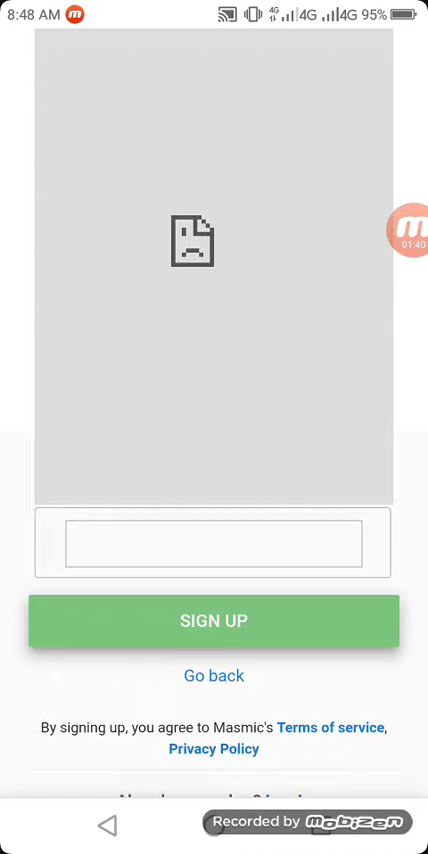 8:48 AM 4G 4G 4G 95%
01:40
SIGN UP
Go back
By signing up, you agree to Masmic's Terms of service,
Privacy Policy
Recorded by mobizen